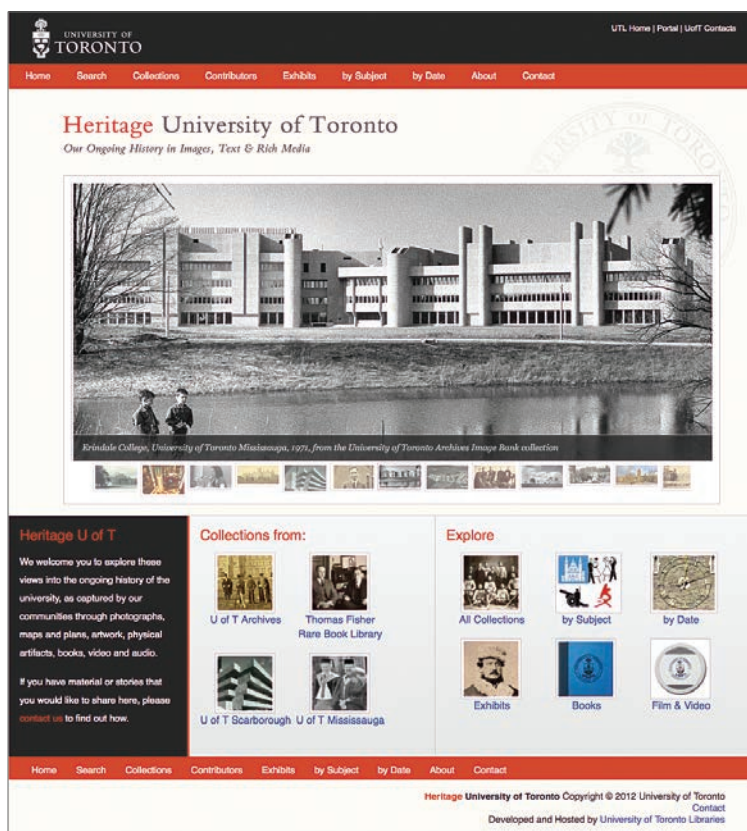 UNIVERSITY OF
TORONTO
UTL Home | Portal | UofT Contacts
Home Search Collections Contributors Exhibits by Subject by Date About Contact
UNIVERSITY OF TORONTO
Heritage University of Toronto
Our Ongoing History in Images, Text & Rich Media
Erindale College, University of Toronto Mississauga, 1971, from the University of Toronto Archives Image Bank collection
Heritage U of T
We welcome you to explore these
views into the ongoing history of the
university, as captured by our
communities through photographs,
maps and plans, artwork, physical
artifacts, books, video and audio.
If you have material or stories that
you would like to share here, please
contact us to find out how.
Collections from:
U of T Archives
Thomas Fisher
Rare Book Library
U of T Scarborough
U of T Mississauga
Explore
All Collections
by Subject
by Date
Exhibits
Books
Film & Video
Home Search Collections Contributors Exhibits by Subject by Date About Contact
Heritage University of Toronto Copyright © 2012 University of Toronto
Contact
Developed and Hosted by University of Toronto Libraries